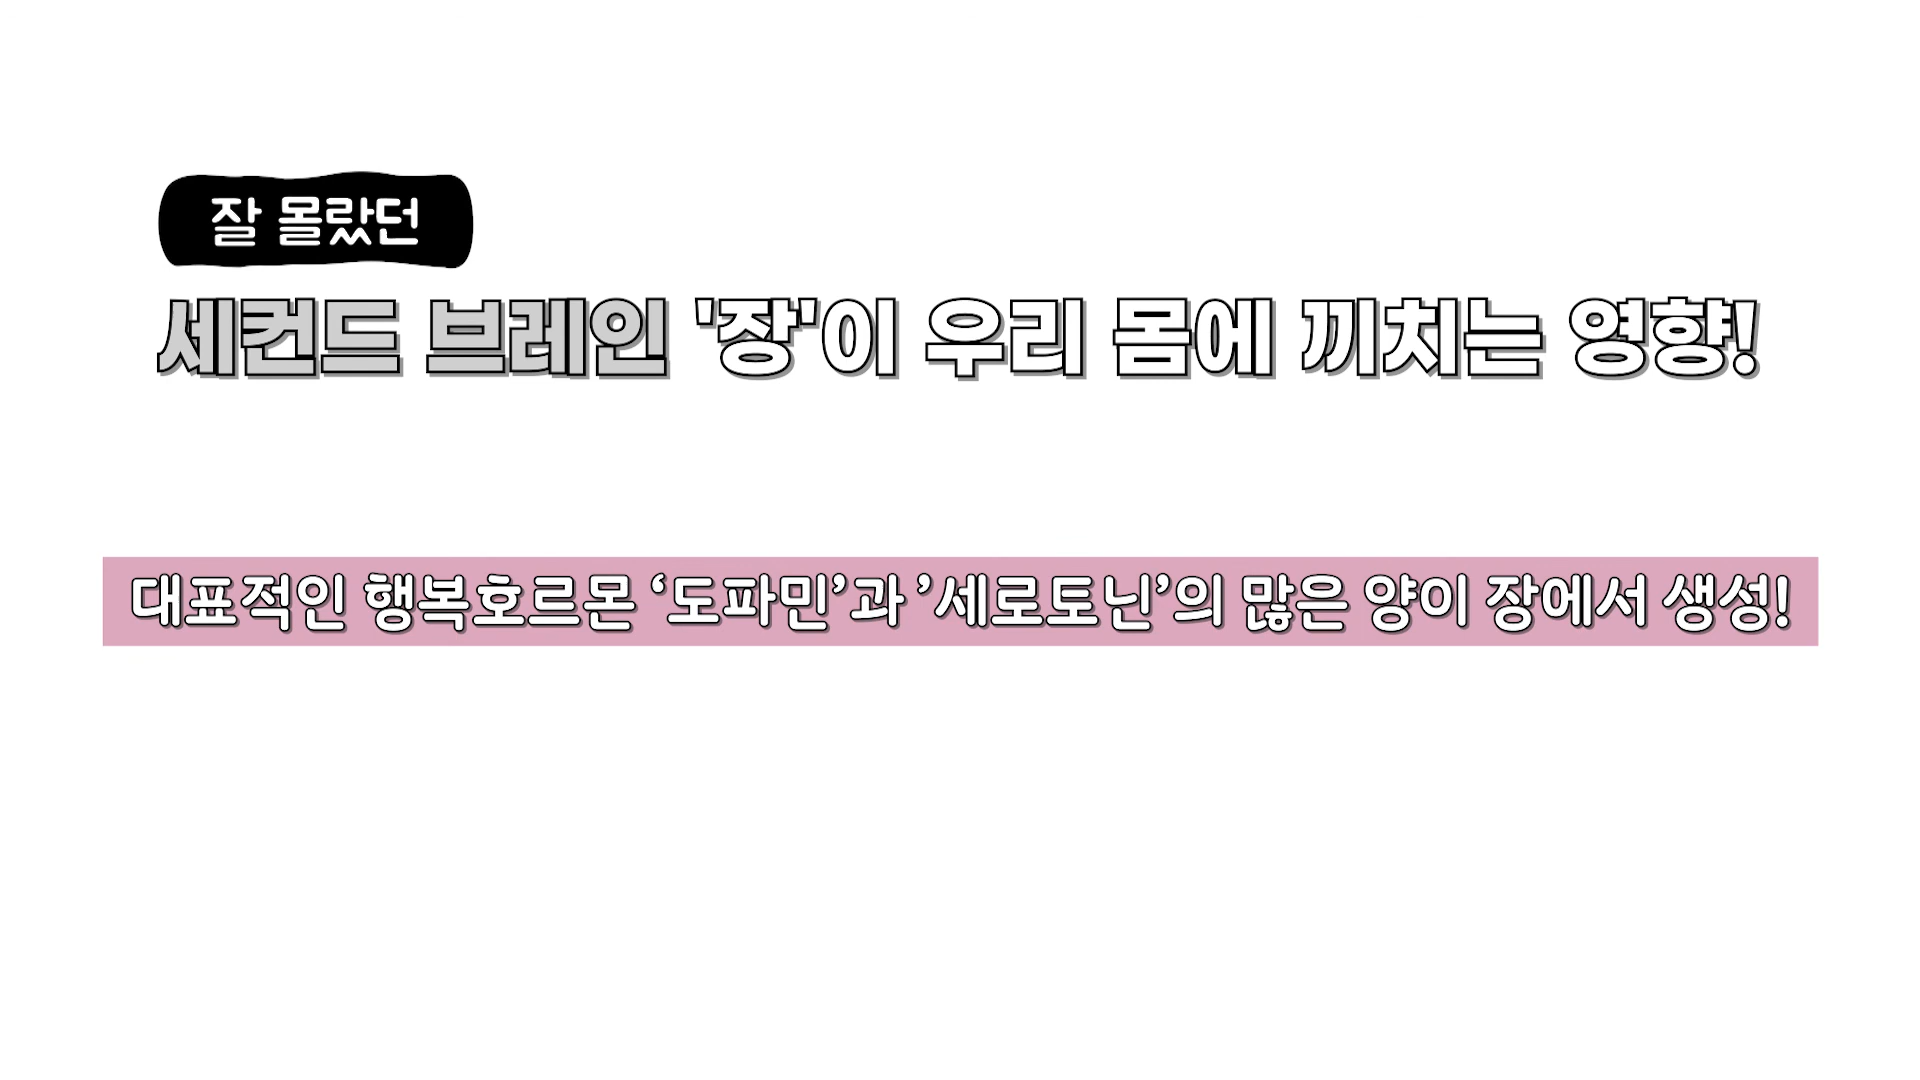 잘 몰랐던
세컨드 브레인 '장'이 우리 몸에 끼치는 영향!
대표적인 행복호르몬 ‘도파민’과 ’세로토닌’의 많은 양이 장에서 생성!